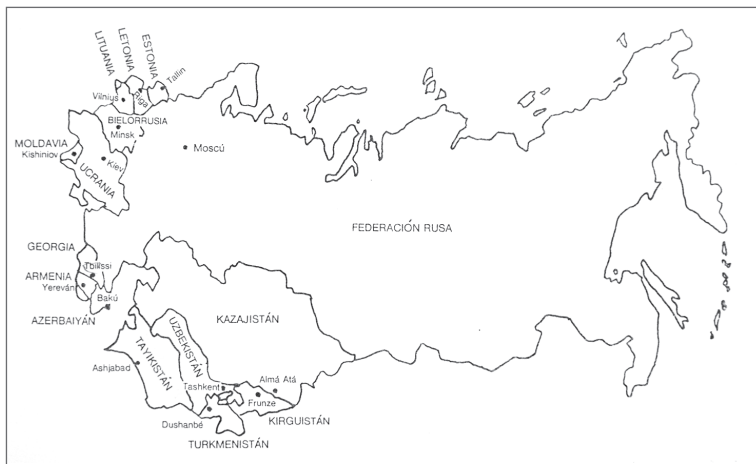 LITUANIA
LETONIA
ESTONIA
Tallin
Vilnius
Riga
BIELORRUSIA
Minsk
Moscú
MOLDAVIA
Kishiniov
Kiev
UCRANIA
FEDERACIÓN RUSA
GEORGIA
Tbilissi
ARMENIA
Yereván
Bakú
AZERBAIYÁN
KAZAJISTÁN
UZBEKISTÁN
TAYIKISTÁN
Ashjabad
Tashkent
Almá Atá
Frunze
Dushanbé
KIRGUISTÁN
TURKMENISTÁN